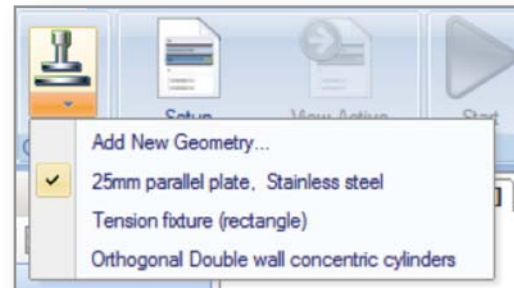 Setup
View Active
Start
Add New Geometry...
25mm parallel plate, Stainless steel
Tension fixture (rectangle)
Orthogonal Double wall concentric cylinders